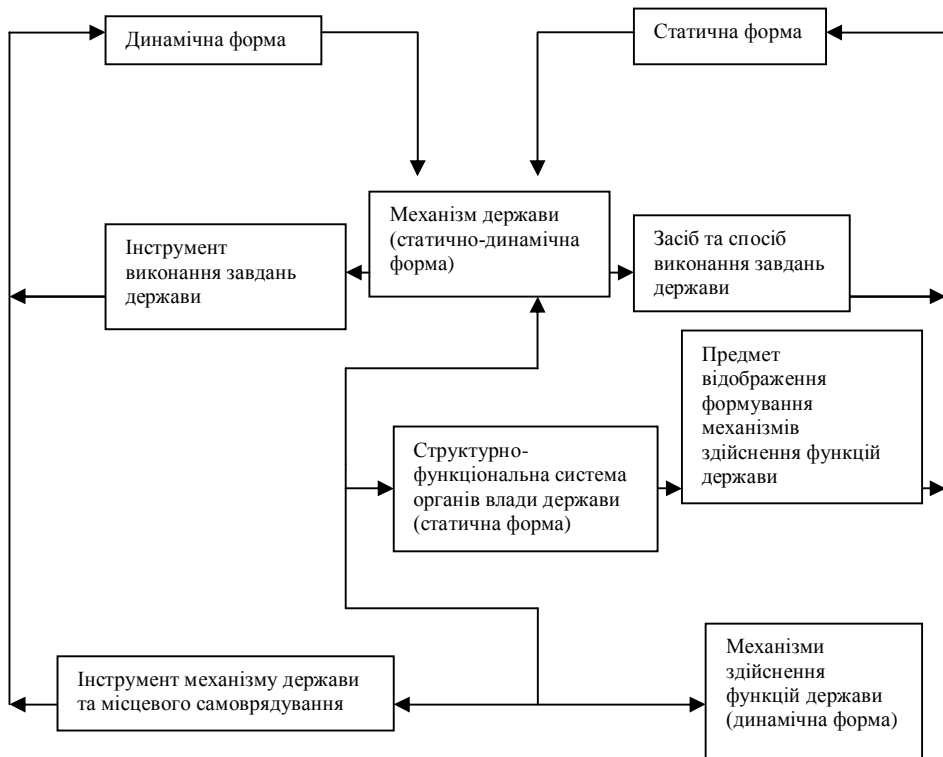 Динамічна форма
Статична форма
Механізм держави
(статично-динамічна
форма)
Інструмент
виконання завдань
держави
Засіб та спосіб
виконання завдань
держави
Предмет
відображення
формування
механізмів
здійснення функцій
держави
Структурно-
функціональна система
органів влади держави
(статична форма)
Механізми
здійснення
функцій держави
(динамічна форма)
Інструмент механізму держави
та місцевого самоврядування